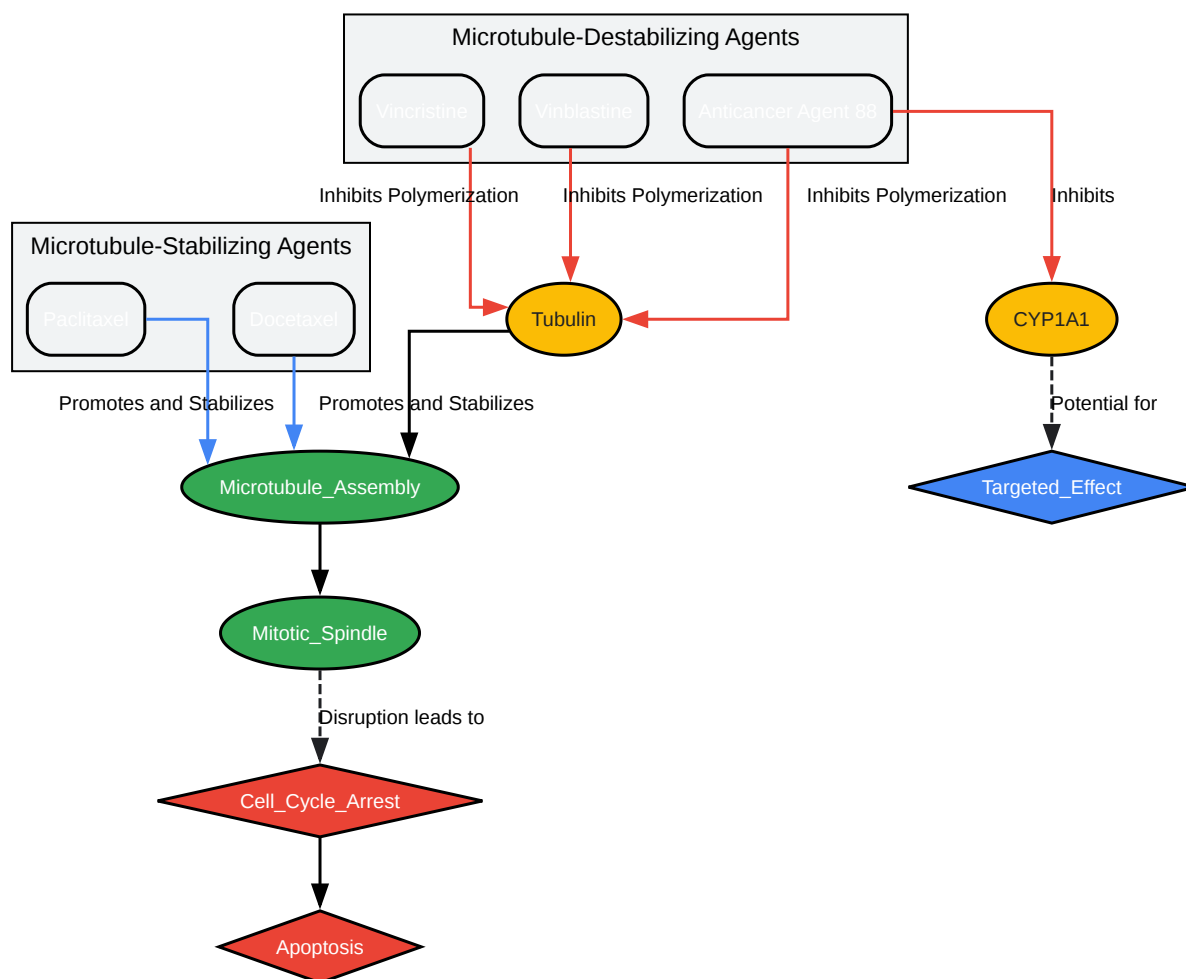 Microtubule-Destabilizing Agents
Vincristine
Vinblastine
Anticancer Agent 88
Inhibits Polymerization
Inhibits Polymerization
Inhibits Polymerization
Inhibits
Microtubule-Stabilizing Agents
Paclitaxel
Docetaxel
Tubulin
CYP1A1
Promotes and Stabilizes
Promotes and Stabilizes
Potential for
Microtubule_Assembly
Targeted_Effect
Mitotic_Spindle
Disruption leads to
Cell_Cycle_Arrest
Apoptosis